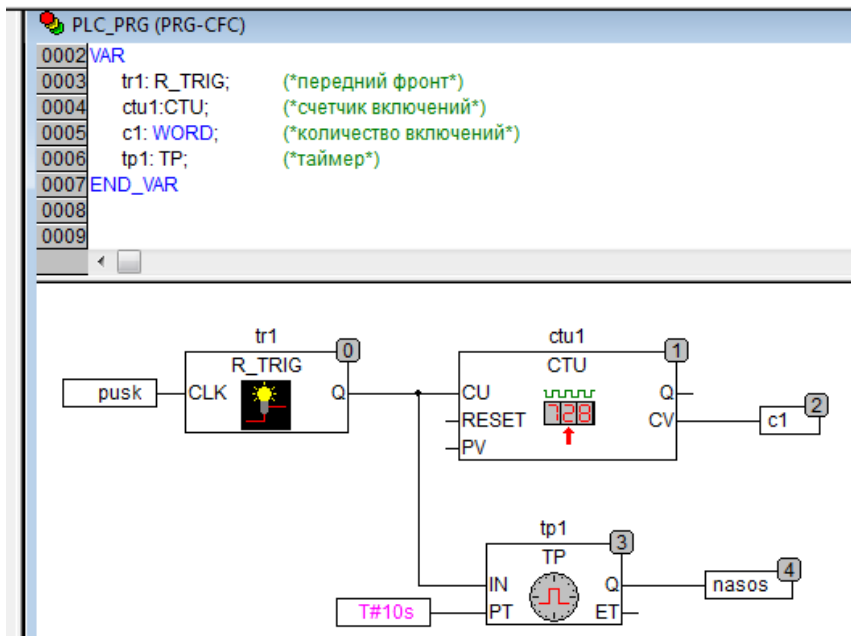 PLC_PRG (PRG-CFC)
0002 VAR
0003 tr1: R_TRIG; (*передний фронт*)
0004 ctu1:CTU; (*счетчик включений*)
0005 c1: WORD; (*количество включений*)
0006 tp1: TP; (*таймер*)
0007 END_VAR
0008
0009
tr1 0
R_TRIG
pusk CLK Q
ctu1 1
CTU
CU Q
RESET 728
CV c1 2
PV
tp1 3
TP
IN Q nasos 4
T#10s PT ET